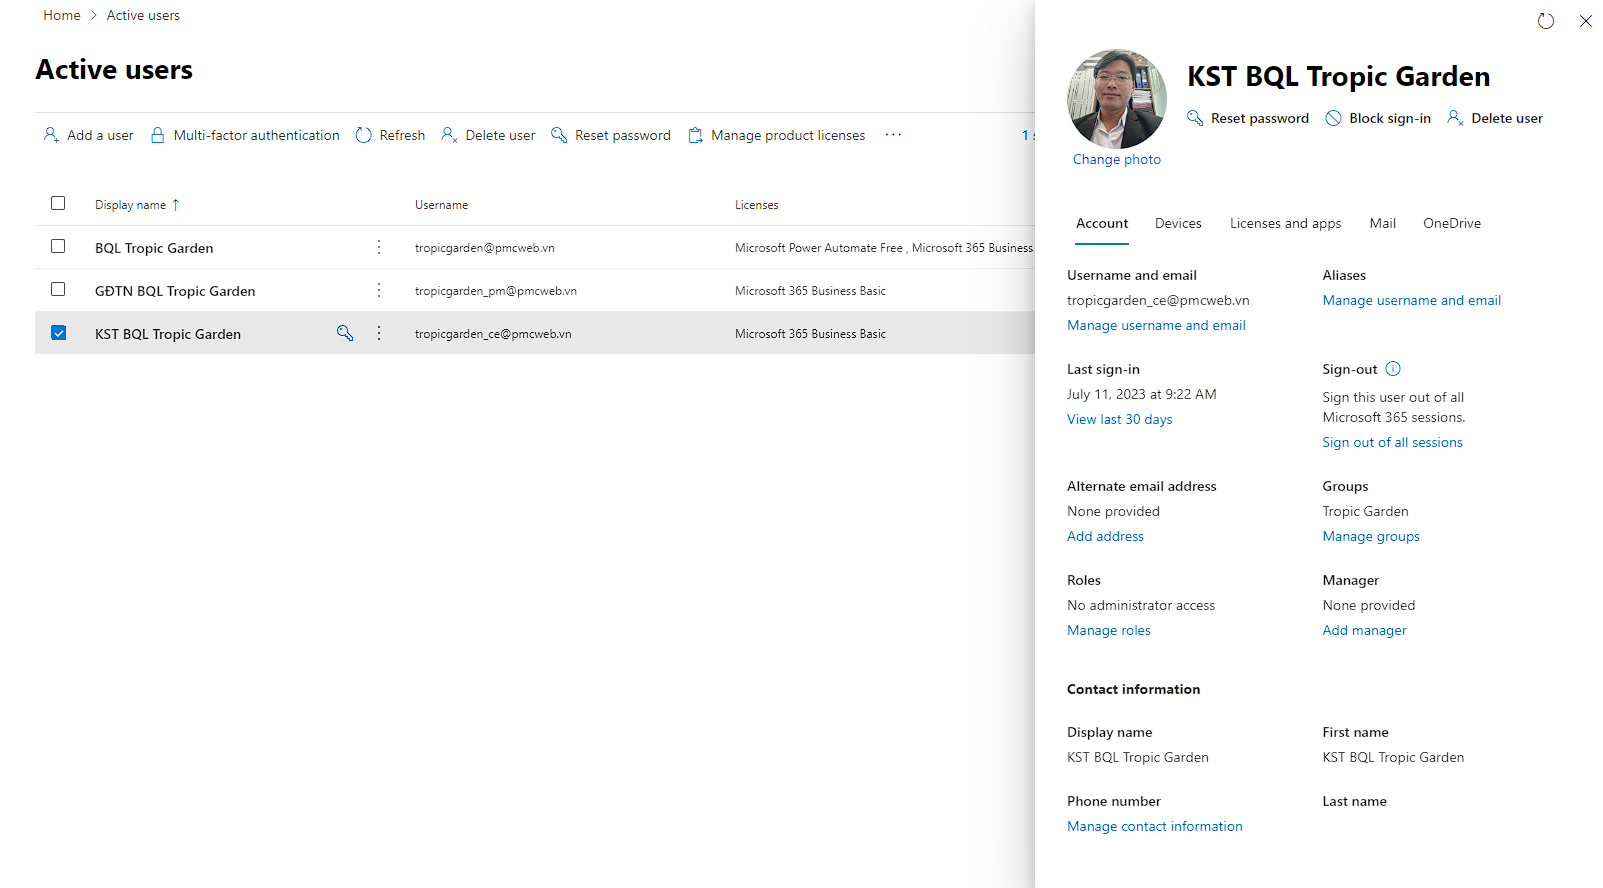 Home > Active users
Active users
Add a user Multi-factor authentication Refresh Delete user Reset password Manage product licenses ··· 1
Display name ↑ Username Licenses
BQL Tropic Garden tropicgarden@pmcweb.vn Microsoft Power Automate Free , Microsoft 365 Business
GĐTN BQL Tropic Garden tropicgarden_pm@pmcweb.vn Microsoft 365 Business Basic
KST BQL Tropic Garden tropicgarden_ce@pmcweb.vn Microsoft 365 Business Basic
KST BQL Tropic Garden
Reset password Block sign-in Delete user
Change photo
Account Devices Licenses and apps Mail OneDrive
Username and email
tropicgarden_ce@pmcweb.vn
Manage username and email
Aliases
Manage username and email
Last sign-in
July 11, 2023 at 9:22 AM
View last 30 days
Sign-out
Sign this user out of all
Microsoft 365 sessions.
Sign out of all sessions
Alternate email address
None provided
Add address
Groups
Tropic Garden
Manage groups
Roles
No administrator access
Manage roles
Manager
None provided
Add manager
Contact information
Display name
KST BQL Tropic Garden
First name
KST BQL Tropic Garden
Phone number
Manage contact information
Last name